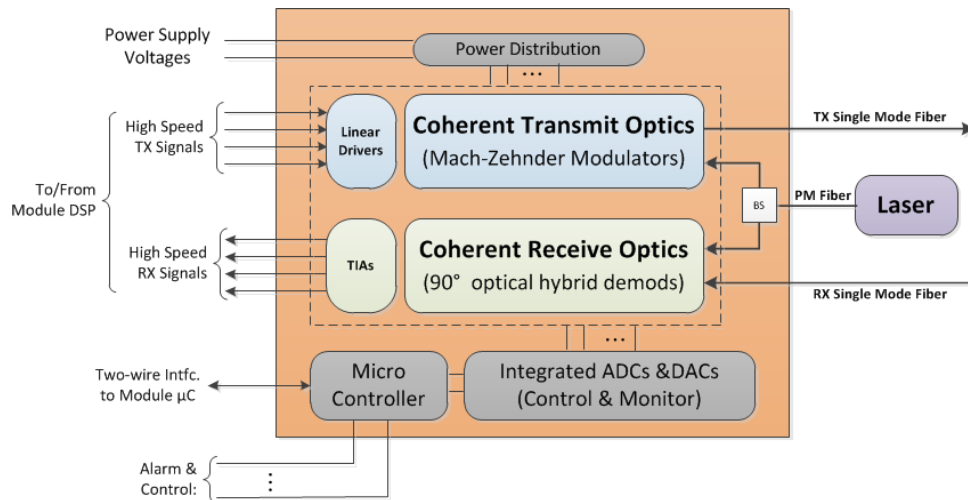 Power Supply
Voltages
Power Distribution
...
High Speed
TX Signals
Linear
Drivers
Coherent Transmit Optics
(Mach-Zehnder Modulators)
TX Single Mode Fiber
To/From
Module DSP
BS
PM Fiber
Laser
High Speed
RX Signals
TIAs
Coherent Receive Optics
(90° optical hybrid demods)
RX Single Mode Fiber
...
Two-wire Intfc.
to Module µC
Micro
Controller
Integrated ADCs &DACs
(Control & Monitor)
Alarm &
Control:
...